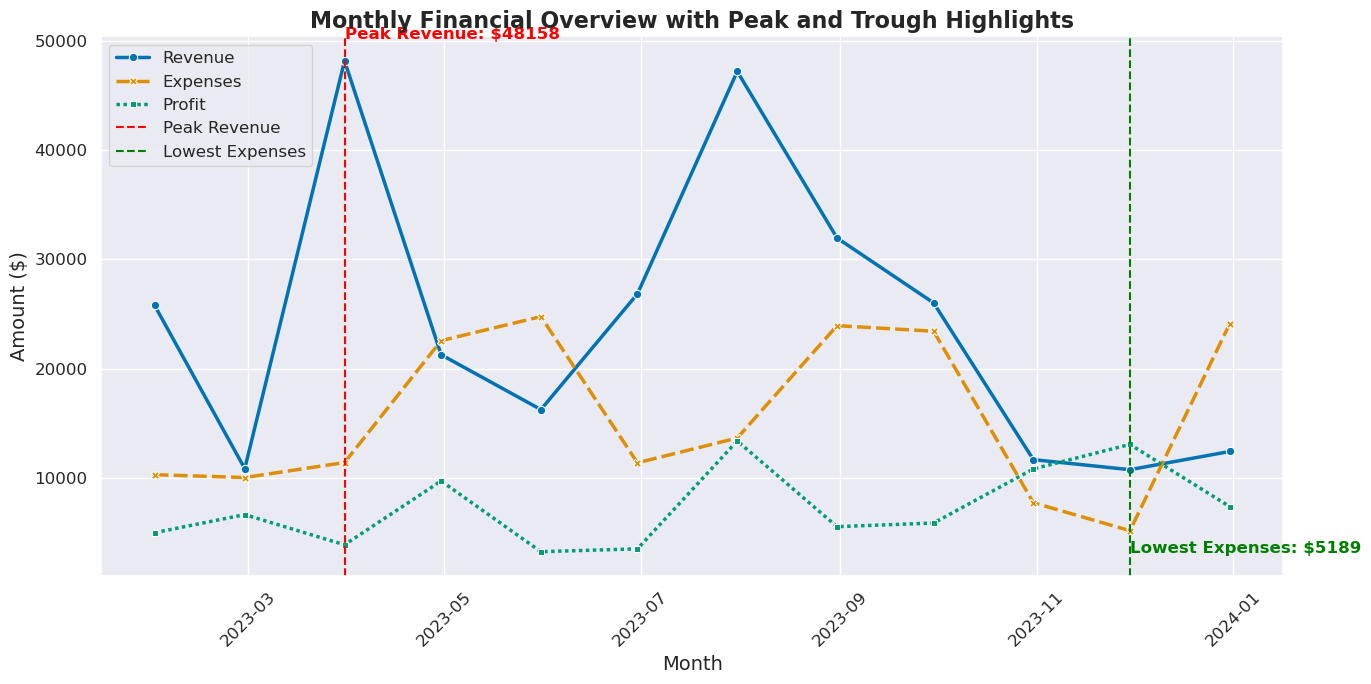 Monthly Financial Overview with Peak and Trough Highlights
Peak Revenue: $48158
Revenue
Expenses
Profit
Peak Revenue
Lowest Expenses
50000
40000
30000
20000
10000
Amount ($)
Lowest Expenses: $5189
2023-03
2023-05
2023-07
2023-09
2023-11
2024-01
Month